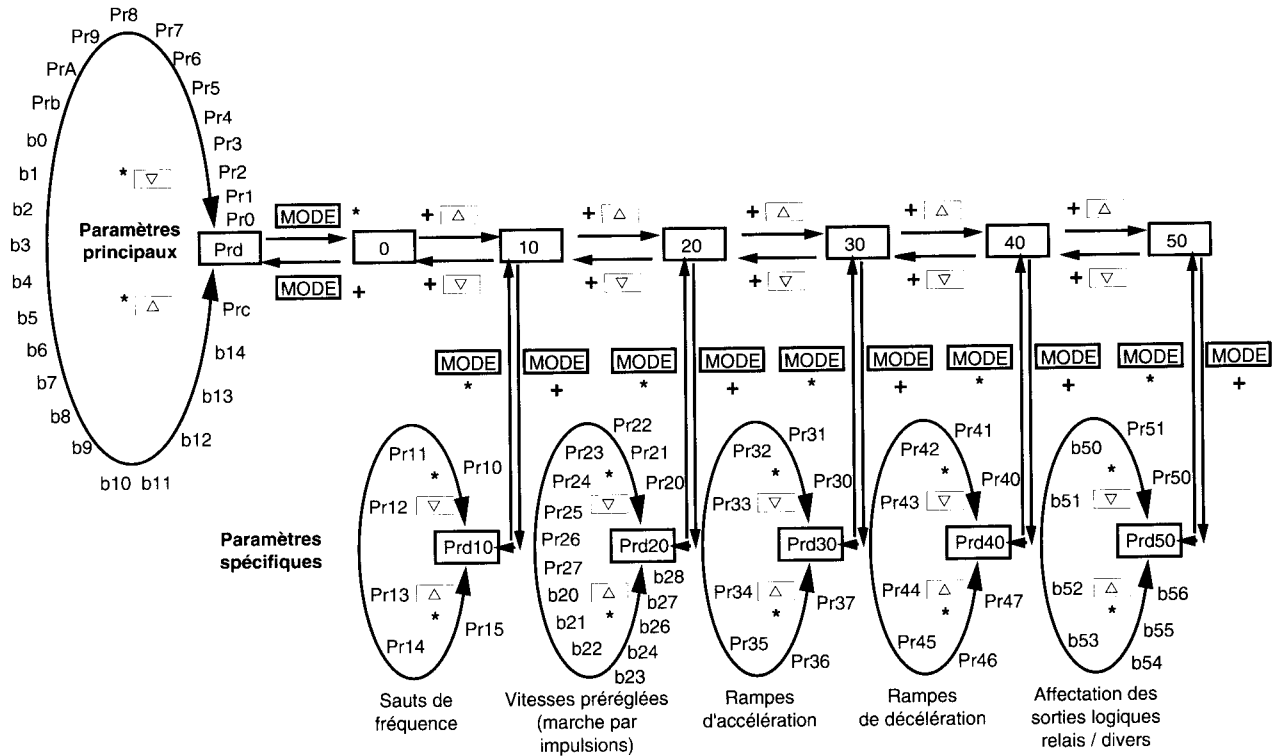 Pr8
Pr9
Pr7
PrA
Pr6
Prb
Pr5
b0
Pr4
b1
Pr3
* ▽
Pr2
b2
Pr1
Pr0
Paramètres
principaux
b3
Prd
b4
* △
Prc
b5
b14
b6
b13
b7
b12
b8
b9
b10 b11
MODE *
MODE +
0
+ △
+ ▽
10
+ △
+ ▽
20
+ △
+ ▽
30
+ △
+ ▽
40
+ △
+ ▽
50
MODE
*
MODE
+
MODE
*
MODE
+
MODE
*
MODE
+
MODE
*
MODE
+
MODE
*
MODE
+
Paramètres
spécifiques
Pr11
Pr10
*
Pr12 ▽
Prd10
Pr13 △
*
Pr15
Pr14
Sauts de
fréquence
Pr22
Pr23
Pr21
Pr24 *
Pr20
Pr25 ▽
Pr26
Prd20
Pr27
b28
b20 △
b27
b21 *
b26
b22
b24
b23
Vitesses préréglées
(marche par
impulsions)
Pr31
Pr32
*
Pr30
Pr33 ▽
Prd30
Pr34 △
*
Pr37
Pr35
Pr36
Rampes
d'accélération
Pr41
Pr42
*
Pr40
Pr43 ▽
Prd40
Pr44 △
*
Pr47
Pr45
Pr46
Rampes
de décélération
Pr51
b50
*
Pr50
b51 ▽
Prd50
b52 △
*
b56
b53
b55
b54
Affectation des
sorties logiques
relais / divers